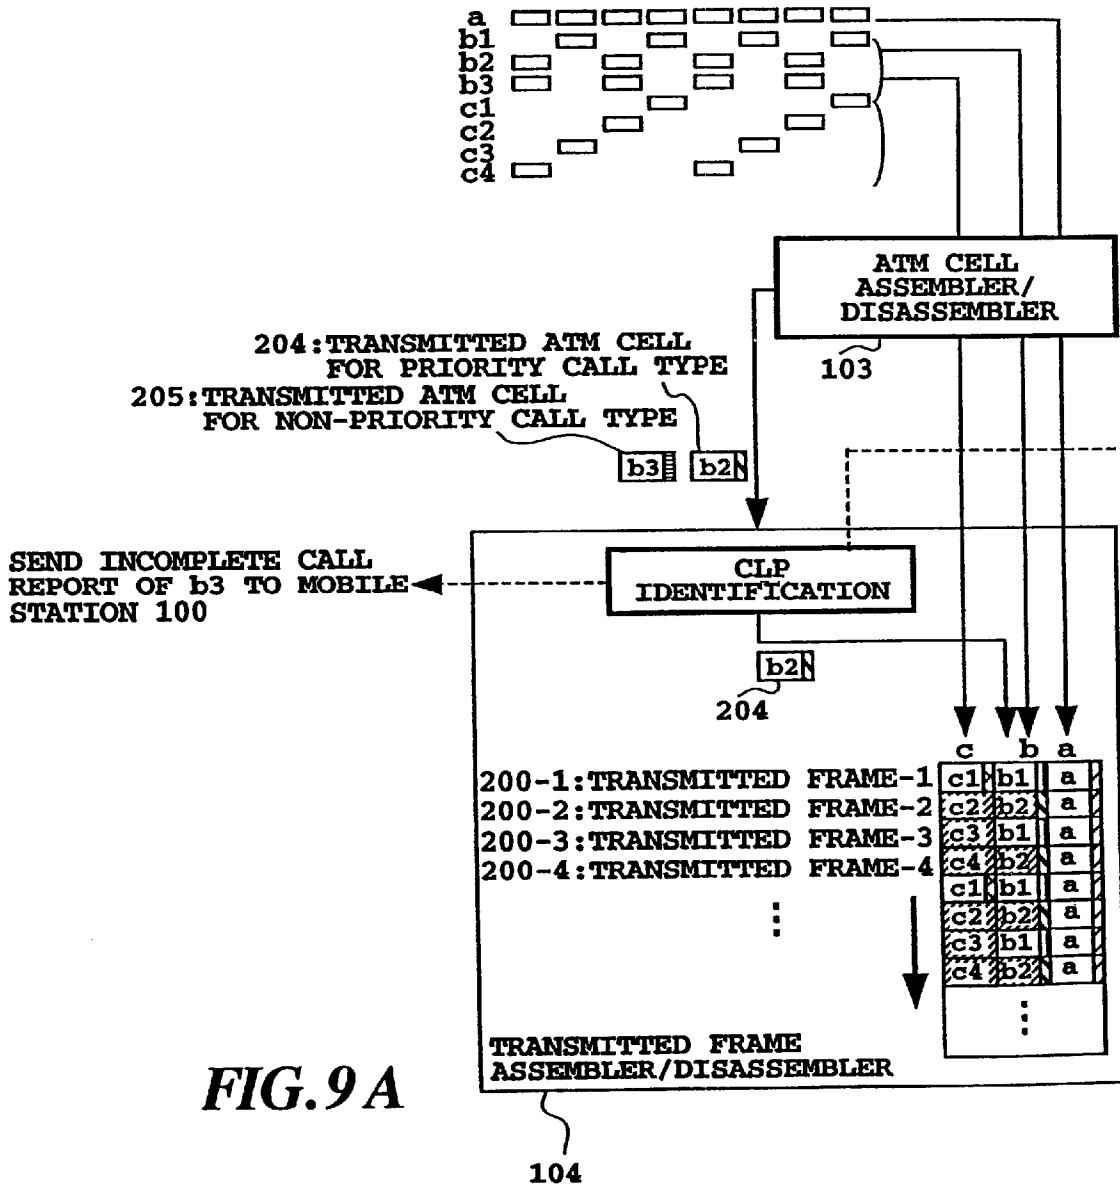 a
b1
b2
b3
c1
c2
c3
c4
ATM CELL
ASSEMBLER/
DISASSEMBLER
103
204:TRANSMITTED ATM CELL
FOR PRIORITY CALL TYPE
205:TRANSMITTED ATM CELL
FOR NON-PRIORITY CALL TYPE
b3 b2
SEND INCOMPLETE CALL
REPORT OF b3 TO MOBILE
STATION 100
CLP
IDENTIFICATION
b2
204
c b a
200-1:TRANSMITTED FRAME-1 c1 b1 a
200-2:TRANSMITTED FRAME-2 c2 b2 a
200-3:TRANSMITTED FRAME-3 c3 b1 a
200-4:TRANSMITTED FRAME-4 c4 b2 a
c1 b1 a
c2 b2 a
c3 b1 a
c4 b2 a
TRANSMITTED FRAME
ASSEMBLER/DISASSEMBLER
FIG.9A
104